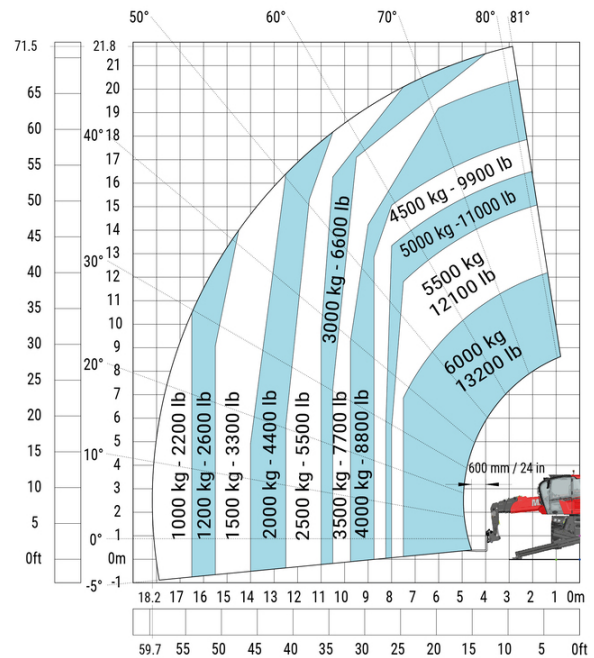 50° 60° 70° 80° 81°
71.5 21.8
21
65 20
19
60 40° 18
17
55 16
15
50 14
45 30° 13
12
40 11
35 10
9
30 20° 8
25 7
6
20 5
15 10° 4
3
10 2
5 0° 1
0ft 0m
-5° -1
1000 kg - 2200 lb
1200 kg - 2600 lb
1500 kg - 3300 lb
2000 kg - 4400 lb
2500 kg - 5500 lb
3000 kg - 6600 lb
3500 kg - 7700 lb
4000 kg - 8800 lb
4500 kg - 9900 lb
5000 kg -11000 lb
5500 kg
12100 lb
6000 kg
13200 lb
600 mm / 24 in
18.2 17 16 15 14 13 12 11 10 9 8 7 6 5 4 3 2 1 0m
59.7 55 50 45 40 35 30 25 20 15 10 5 0ft